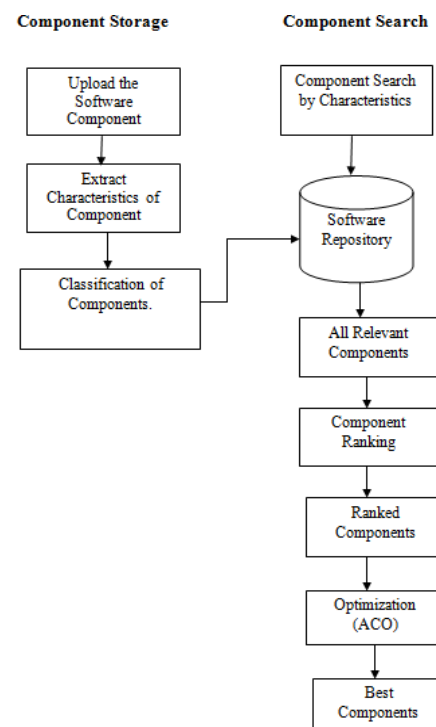 Component Storage
Upload the
Software
Component
Extract
Characteristics of
Component
Classification of
Components.
Component Search
Component Search
by Characteristics
Software
Repository
All Relevant
Components
Component
Ranking
Ranked
Components
Optimization
(ACO)
Best
Components